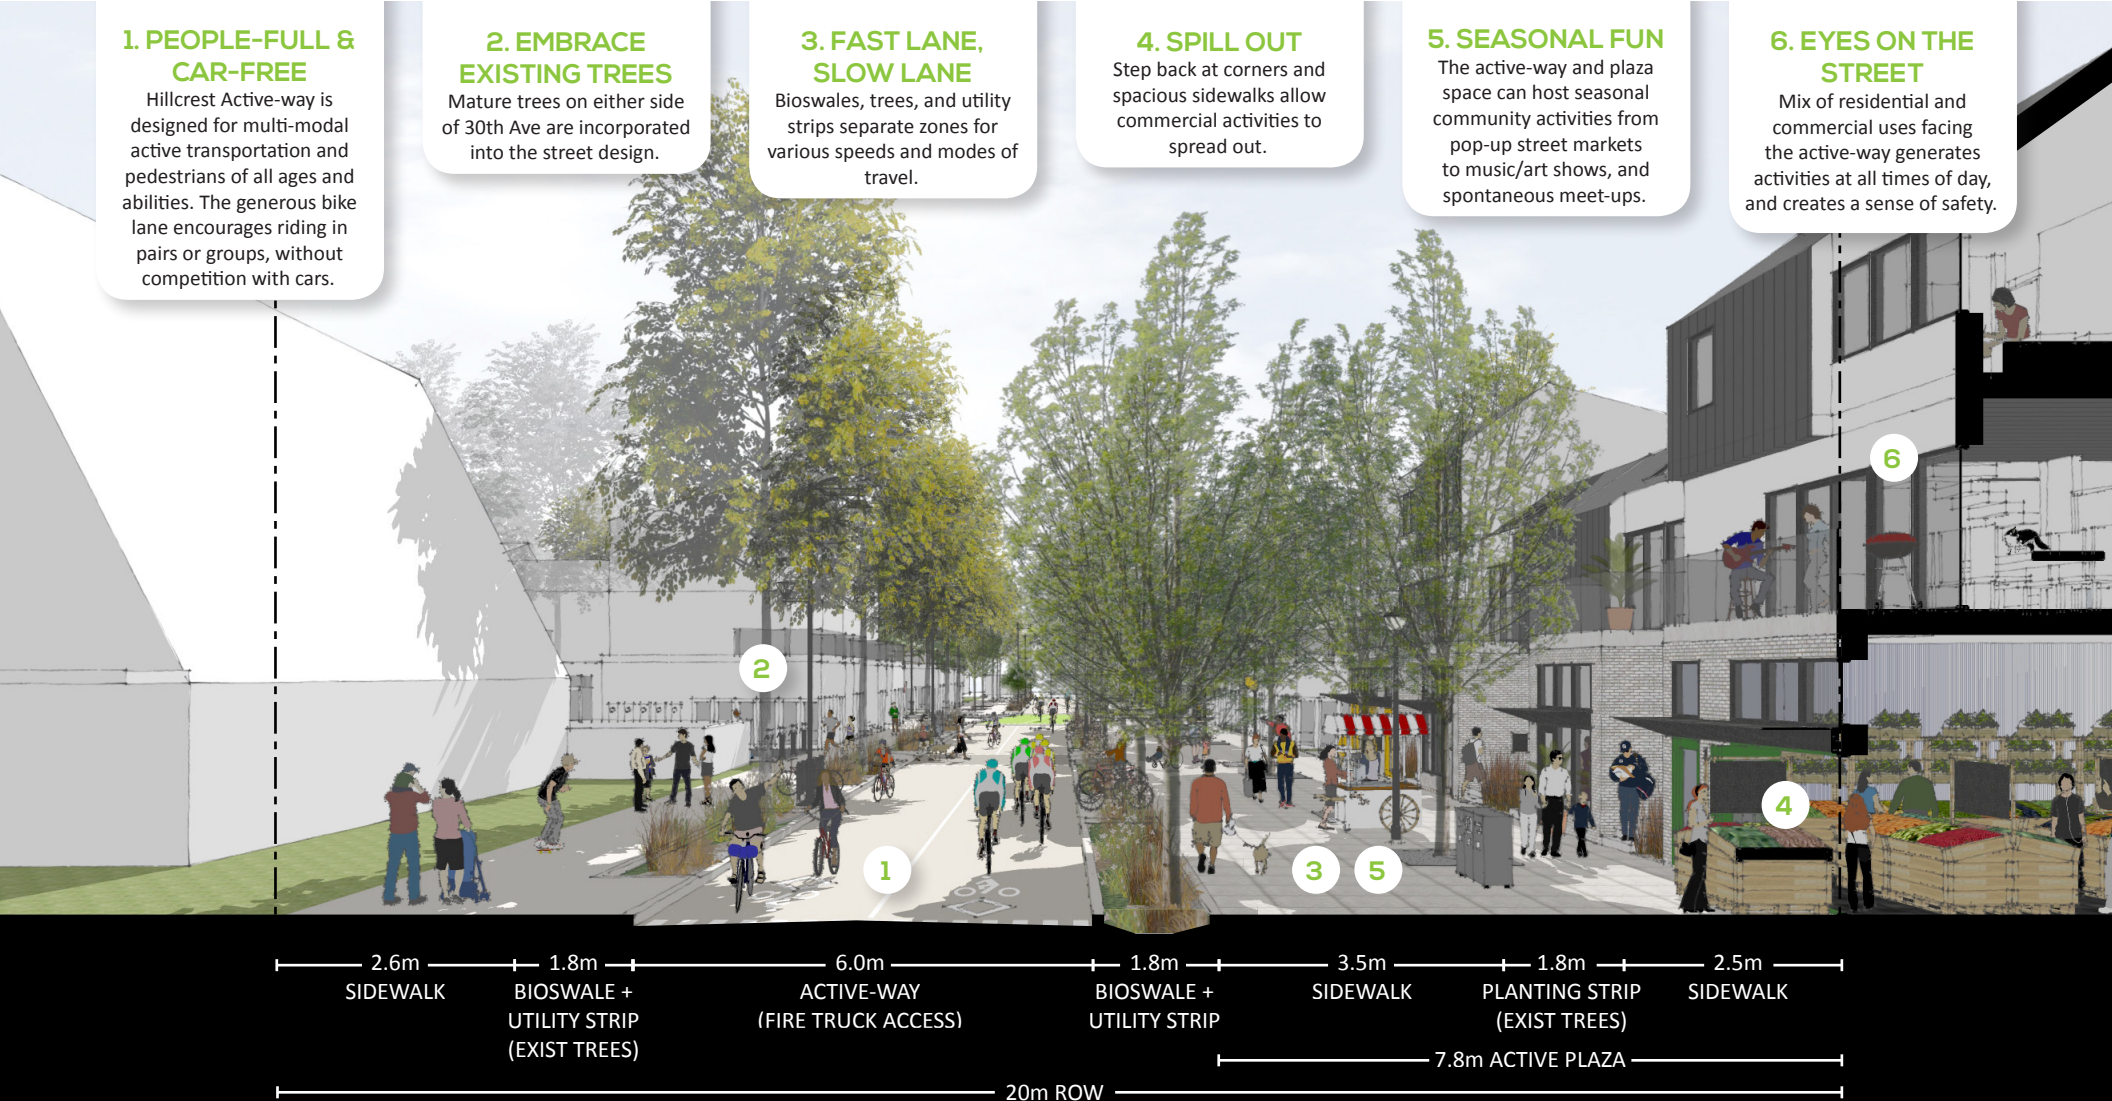 1. PEOPLE-FULL &
CAR-FREE
Hillcrest Active-way is
designed for multi-modal
active transportation and
pedestrians of all ages and
abilities. The generous bike
lane encourages riding in
pairs or groups, without
competition with cars.
2. EMBRACE
EXISTING TREES
Mature trees on either side
of 30th Ave are incorporated
into the street design.
3. FAST LANE,
SLOW LANE
Bioswales, trees, and utility
strips separate zones for
various speeds and modes of
travel.
4. SPILL OUT
Step back at corners and
spacious sidewalks allow
commercial activities to
spread out.
5. SEASONAL FUN
The active-way and plaza
space can host seasonal
community activities from
pop-up street markets
to music/art shows, and
spontaneous meet-ups.
6. EYES ON THE
STREET
Mix of residential and
commercial uses facing
the active-way generates
activities at all times of day,
and creates a sense of safety.
6
2
4
1
3
5
2.6m
SIDEWALK
1.8m
BIOSWALE +
UTILITY STRIP
(EXIST TREES)
6.0m
ACTIVE-WAY
(FIRE TRUCK ACCESS)
1.8m
BIOSWALE +
UTILITY STRIP
3.5m
SIDEWALK
1.8m
PLANTING STRIP
(EXIST TREES)
2.5m
SIDEWALK
7.8m ACTIVE PLAZA
20m ROW